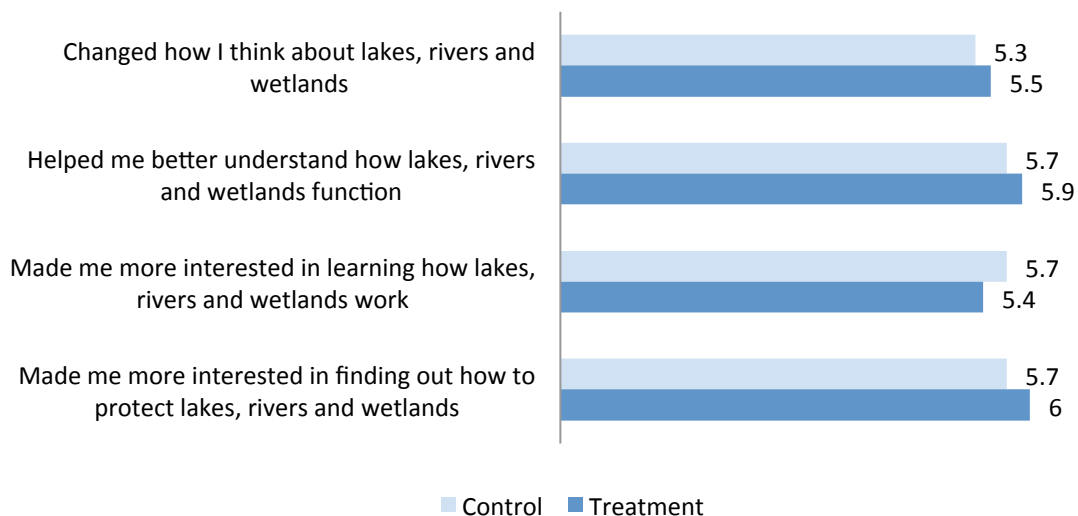 Changed how I think about lakes, rivers and
wetlands
5.3
5.5
Helped me better understand how lakes, rivers
and wetlands function
5.7
5.9
Made me more interested in learning how lakes,
rivers and wetlands work
5.7
5.4
Made me more interested in finding out how to
protect lakes, rivers and wetlands
5.7
6
Control Treatment